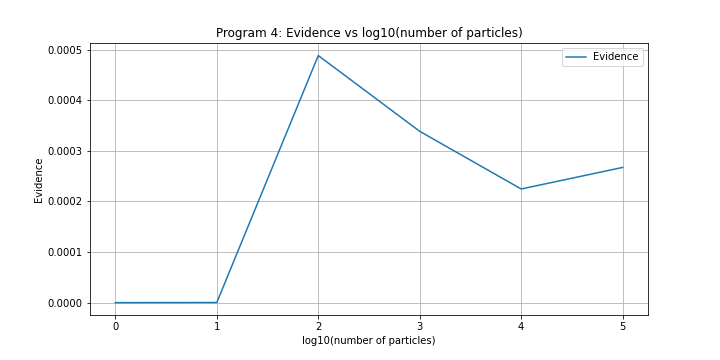 Program 4: Evidence vs log10(number of particles)
Evidence
0.0005
0.0004
0.0003
0.0002
0.0001
0.0000
Evidence
0 1 2 3 4 5
log10(number of particles)